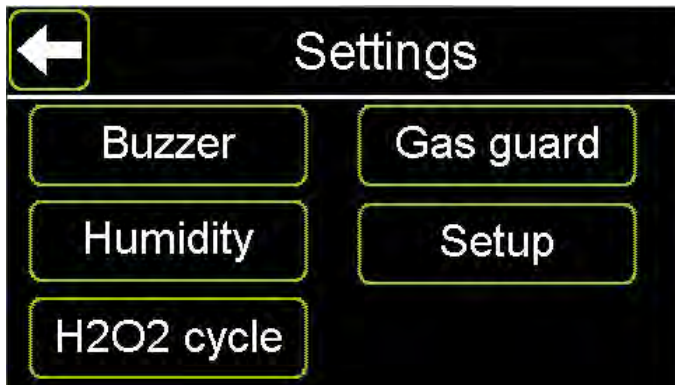 Settings
Buzzer
Gas guard
Humidity
Setup
H2O2 cycle